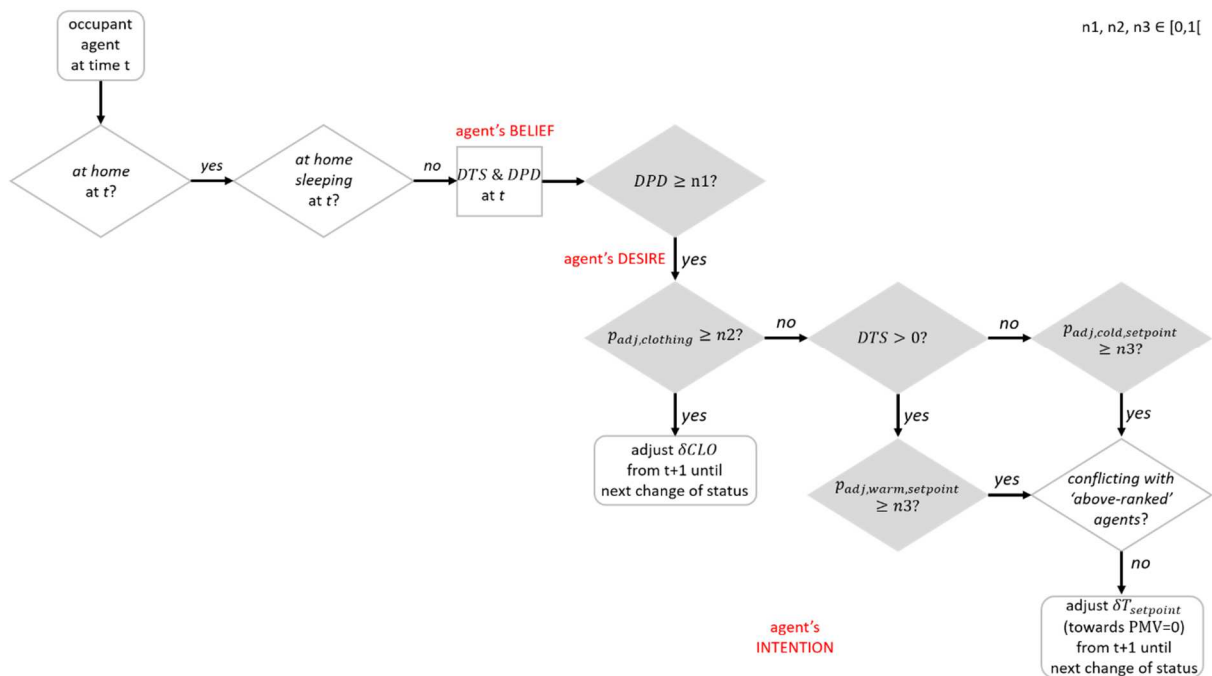 occupant
agent
at time t
n1, n2, n3 ∈ [0,1[
at home
at t?
yes
at home
sleeping
at t?
no
agent's BELIEF
DTS & DPD
at t
DPD ≥ n1?
agent's DESIRE
yes
p_adj,clothing ≥ n2?
no
DTS > 0?
no
p_adj,cold,setpoint
≥ n3?
yes
yes
yes
adjust δCLO
from t+1 until
next change of status
p_adj,warm,setpoint
≥ n3?
yes
conflicting with
'above-ranked'
agents?
no
agent's
INTENTION
adjust δT_setpoint
(towards PMV=0)
from t+1 until
next change of status